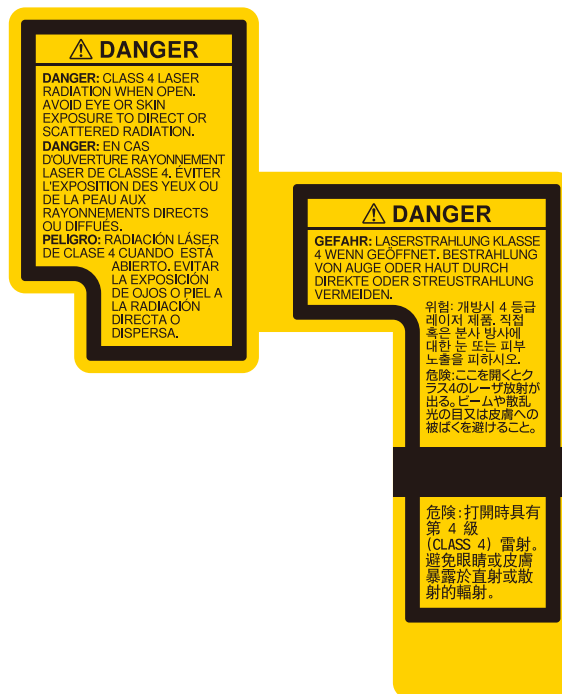 ⚠ DANGER
DANGER: CLASS 4 LASER
RADIATION WHEN OPEN.
AVOID EYE OR SKIN
EXPOSURE TO DIRECT OR
SCATTERED RADIATION.
DANGER: EN CAS
D'OUVERTURE RAYONNEMENT
LASER DE CLASSE 4. ÉVITER
L'EXPOSITION DES YEUX OU
DE LA PEAU AUX
RAYONNEMENTS DIRECTS
OU DIFFUÉS.
PELIGRO: RADIACIÓN LÁSER
DE CLASE 4 CUANDO ESTÁ
ABIERTO. EVITAR
LA EXPOSICIÓN
DE OJOS O PIEL A
LA RADIACIÓN
DIRECTA O
DISPERSA.
⚠ DANGER
GEFAHR: LASERSTRAHLUNG KLASSE
4 WENN GEÖFFNET. BESTRAHLUNG
VON AUGE ODER HAUT DURCH
DIREKTE ODER STREUSTRAHLUNG
VERMEIDEN.
위험: 개방시 4 등급
레이저 제품. 직접
혹은 분사 방사에
대한 눈 또는 피부
노출을 피하시오.
危険：ここを開くとク
ラス4のレーザ放射が
出る。ビームや散乱
光の目又は皮膚への
被ばくを避けること。
危険：打開時具有
第 4 級
(CLASS 4) 雷射。
避免眼睛或皮膚
暴露於直射或散
射的輻射。